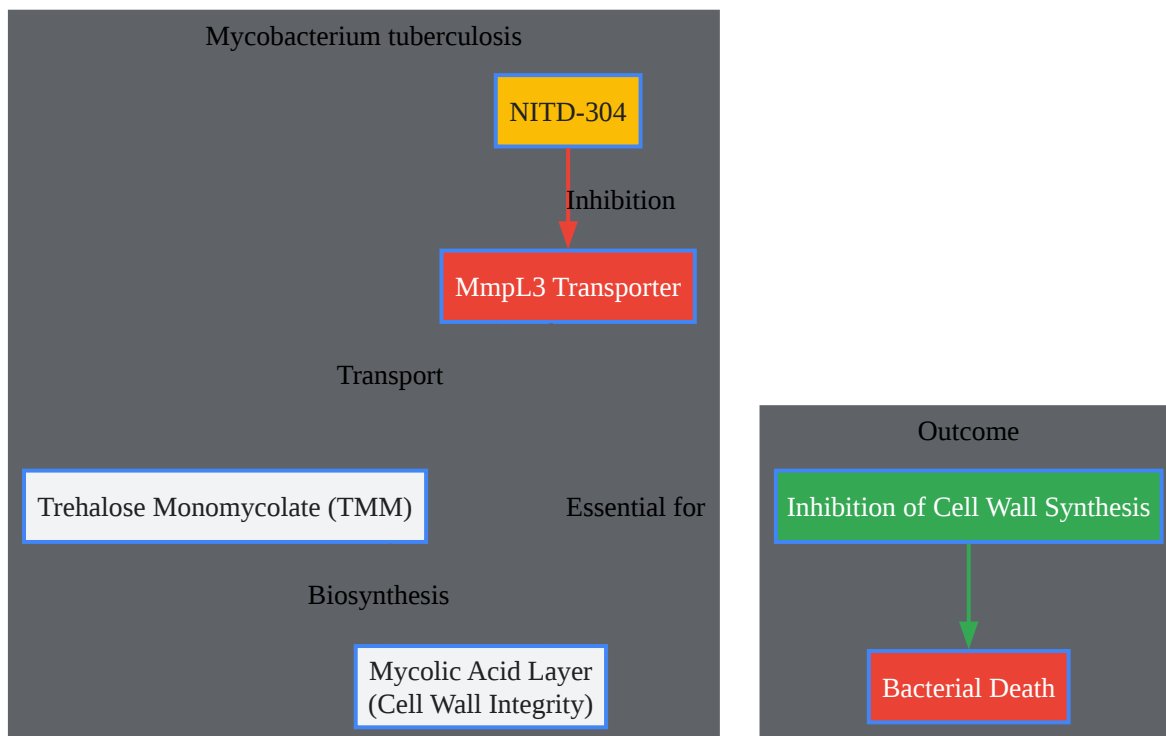 Mycobacterium tuberculosis
NITD-304
Inhibition
MmpL3 Transporter
Transport
Trehalose Monomycolate (TMM)
Essential for
Biosynthesis
Mycolic Acid Layer
(Cell Wall Integrity)
Outcome
Inhibition of Cell Wall Synthesis
Bacterial Death